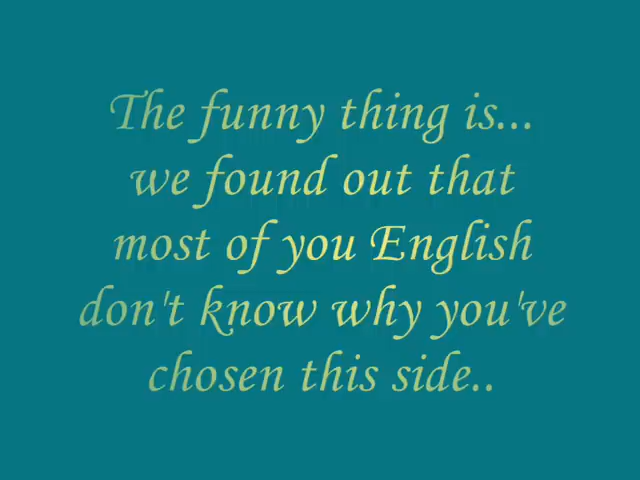 The funny thing is...
we found out that
most of you English
don't know why you've
chosen this side..